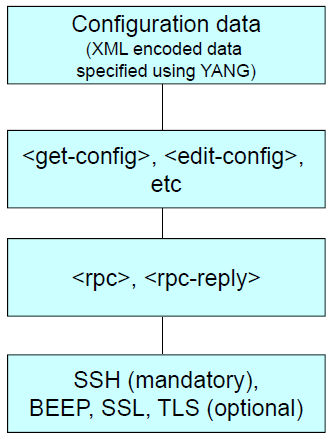 Configuration data
(XML encoded data
specified using YANG)
<get-config>, <edit-config>,
etc
<rpc>, <rpc-reply>
SSH (mandatory),
BEEP, SSL, TLS (optional)